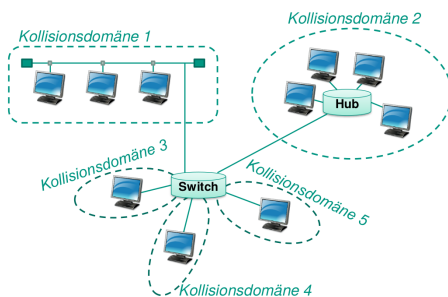 Kollisionsdomäne 1
Kollisionsdomäne 2
Hub
Kollisionsdomäne 3
Switch
Kollisionsdomäne 5
Kollisionsdomäne 4